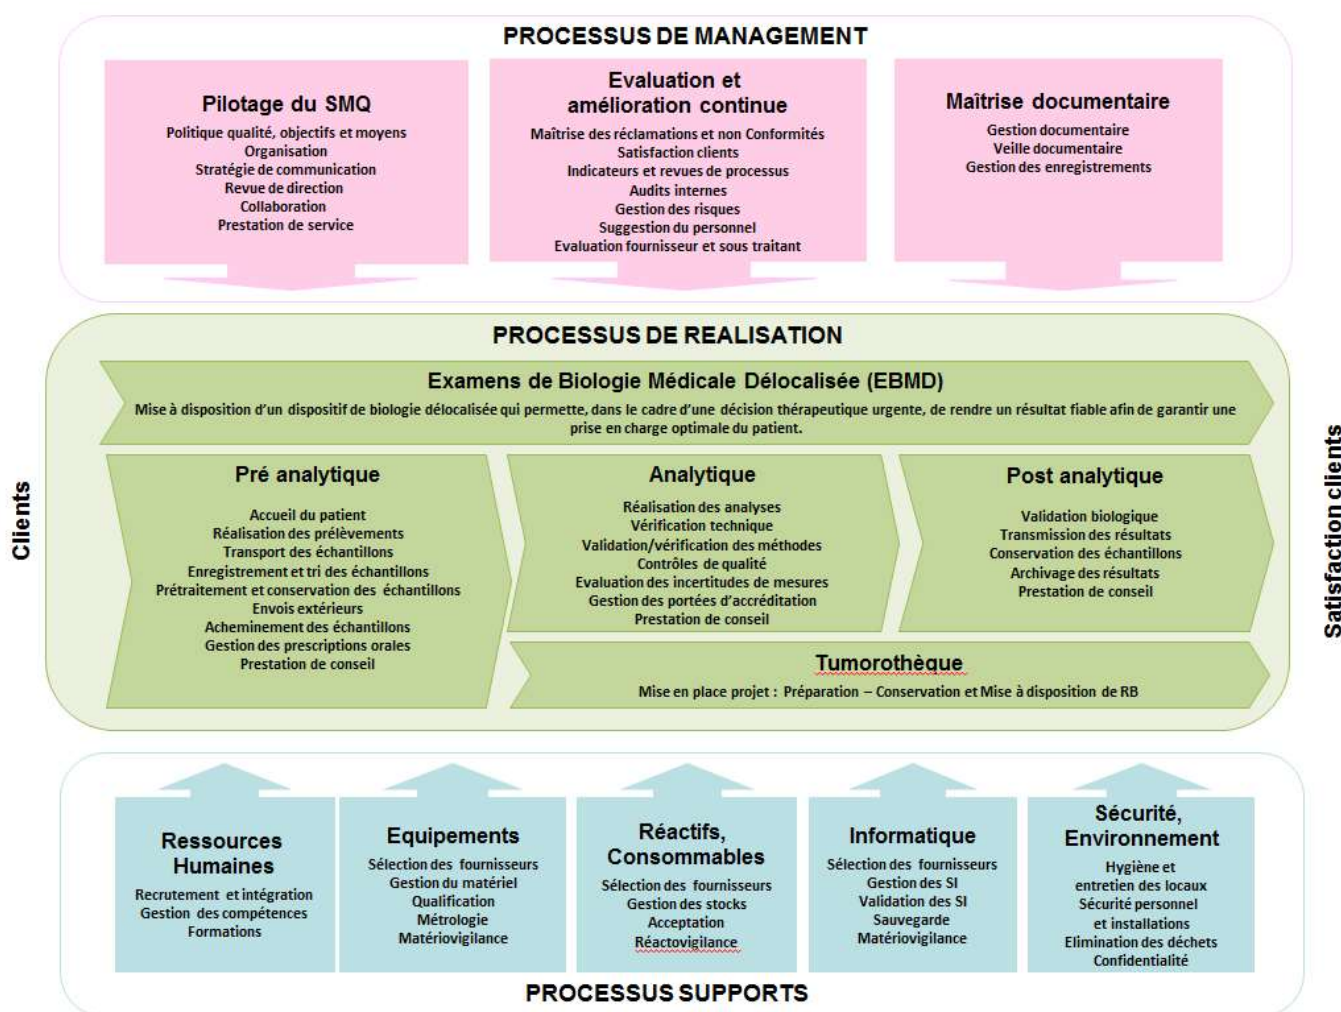 PROCESSUS DE MANAGEMENT
Pilotage du SMQ
Politique qualité, objectifs et moyens
Organisation
Stratégie de communication
Revue de direction
Collaboration
Prestation de service
Evaluation et
amélioration continue
Maîtrise des réclamations et non Conformités
Satisfaction clients
Indicateurs et revues de processus
Audits internes
Gestion des risques
Suggestion du personnel
Evaluation fournisseur et sous traitant
Maîtrise documentaire
Gestion documentaire
Veille documentaire
Gestion des enregistrements
Clients
PROCESSUS DE REALISATION
Examens de Biologie Médicale Délocalisée (EBMD)
Mise à disposition d'un dispositif de biologie délocalisée qui permette, dans le cadre d'une décision thérapeutique urgente, de rendre un résultat fiable afin de garantir une
prise en charge optimale du patient.
Pré analytique
Accueil du patient
Réalisation des prélèvements
Transport des échantillons
Enregistrement et tri des échantillons
Prétraitement et conservation des échantillons
Envois extérieurs
Acheminement des échantillons
Gestion des prescriptions orales
Prestation de conseil
Analytique
Réalisation des analyses
Vérification technique
Validation/vérification des méthodes
Contrôles de qualité
Evaluation des incertitudes de mesures
Gestion des portées d'accréditation
Prestation de conseil
Post analytique
Validation biologique
Transmission des résultats
Conservation des échantillons
Archivage des résultats
Prestation de conseil
Tumorothèque
Mise en place projet : Préparation – Conservation et Mise à disposition de RB
Satisfaction clients
Ressources
Humaines
Recrutement et intégration
Gestion des compétences
Formations
Equipements
Sélection des fournisseurs
Gestion du matériel
Qualification
Métrologie
Matériovigilance
Réactifs,
Consommables
Sélection des fournisseurs
Gestion des stocks
Acceptation
Réactovigilance
Informatique
Sélection des fournisseurs
Gestion des SI
Validation des SI
Sauvegarde
Matériovigilance
Sécurité,
Environnement
Hygiène et
entretien des locaux
Sécurité personnel
et installations
Elimination des déchets
Confidentialité
PROCESSUS SUPPORTS